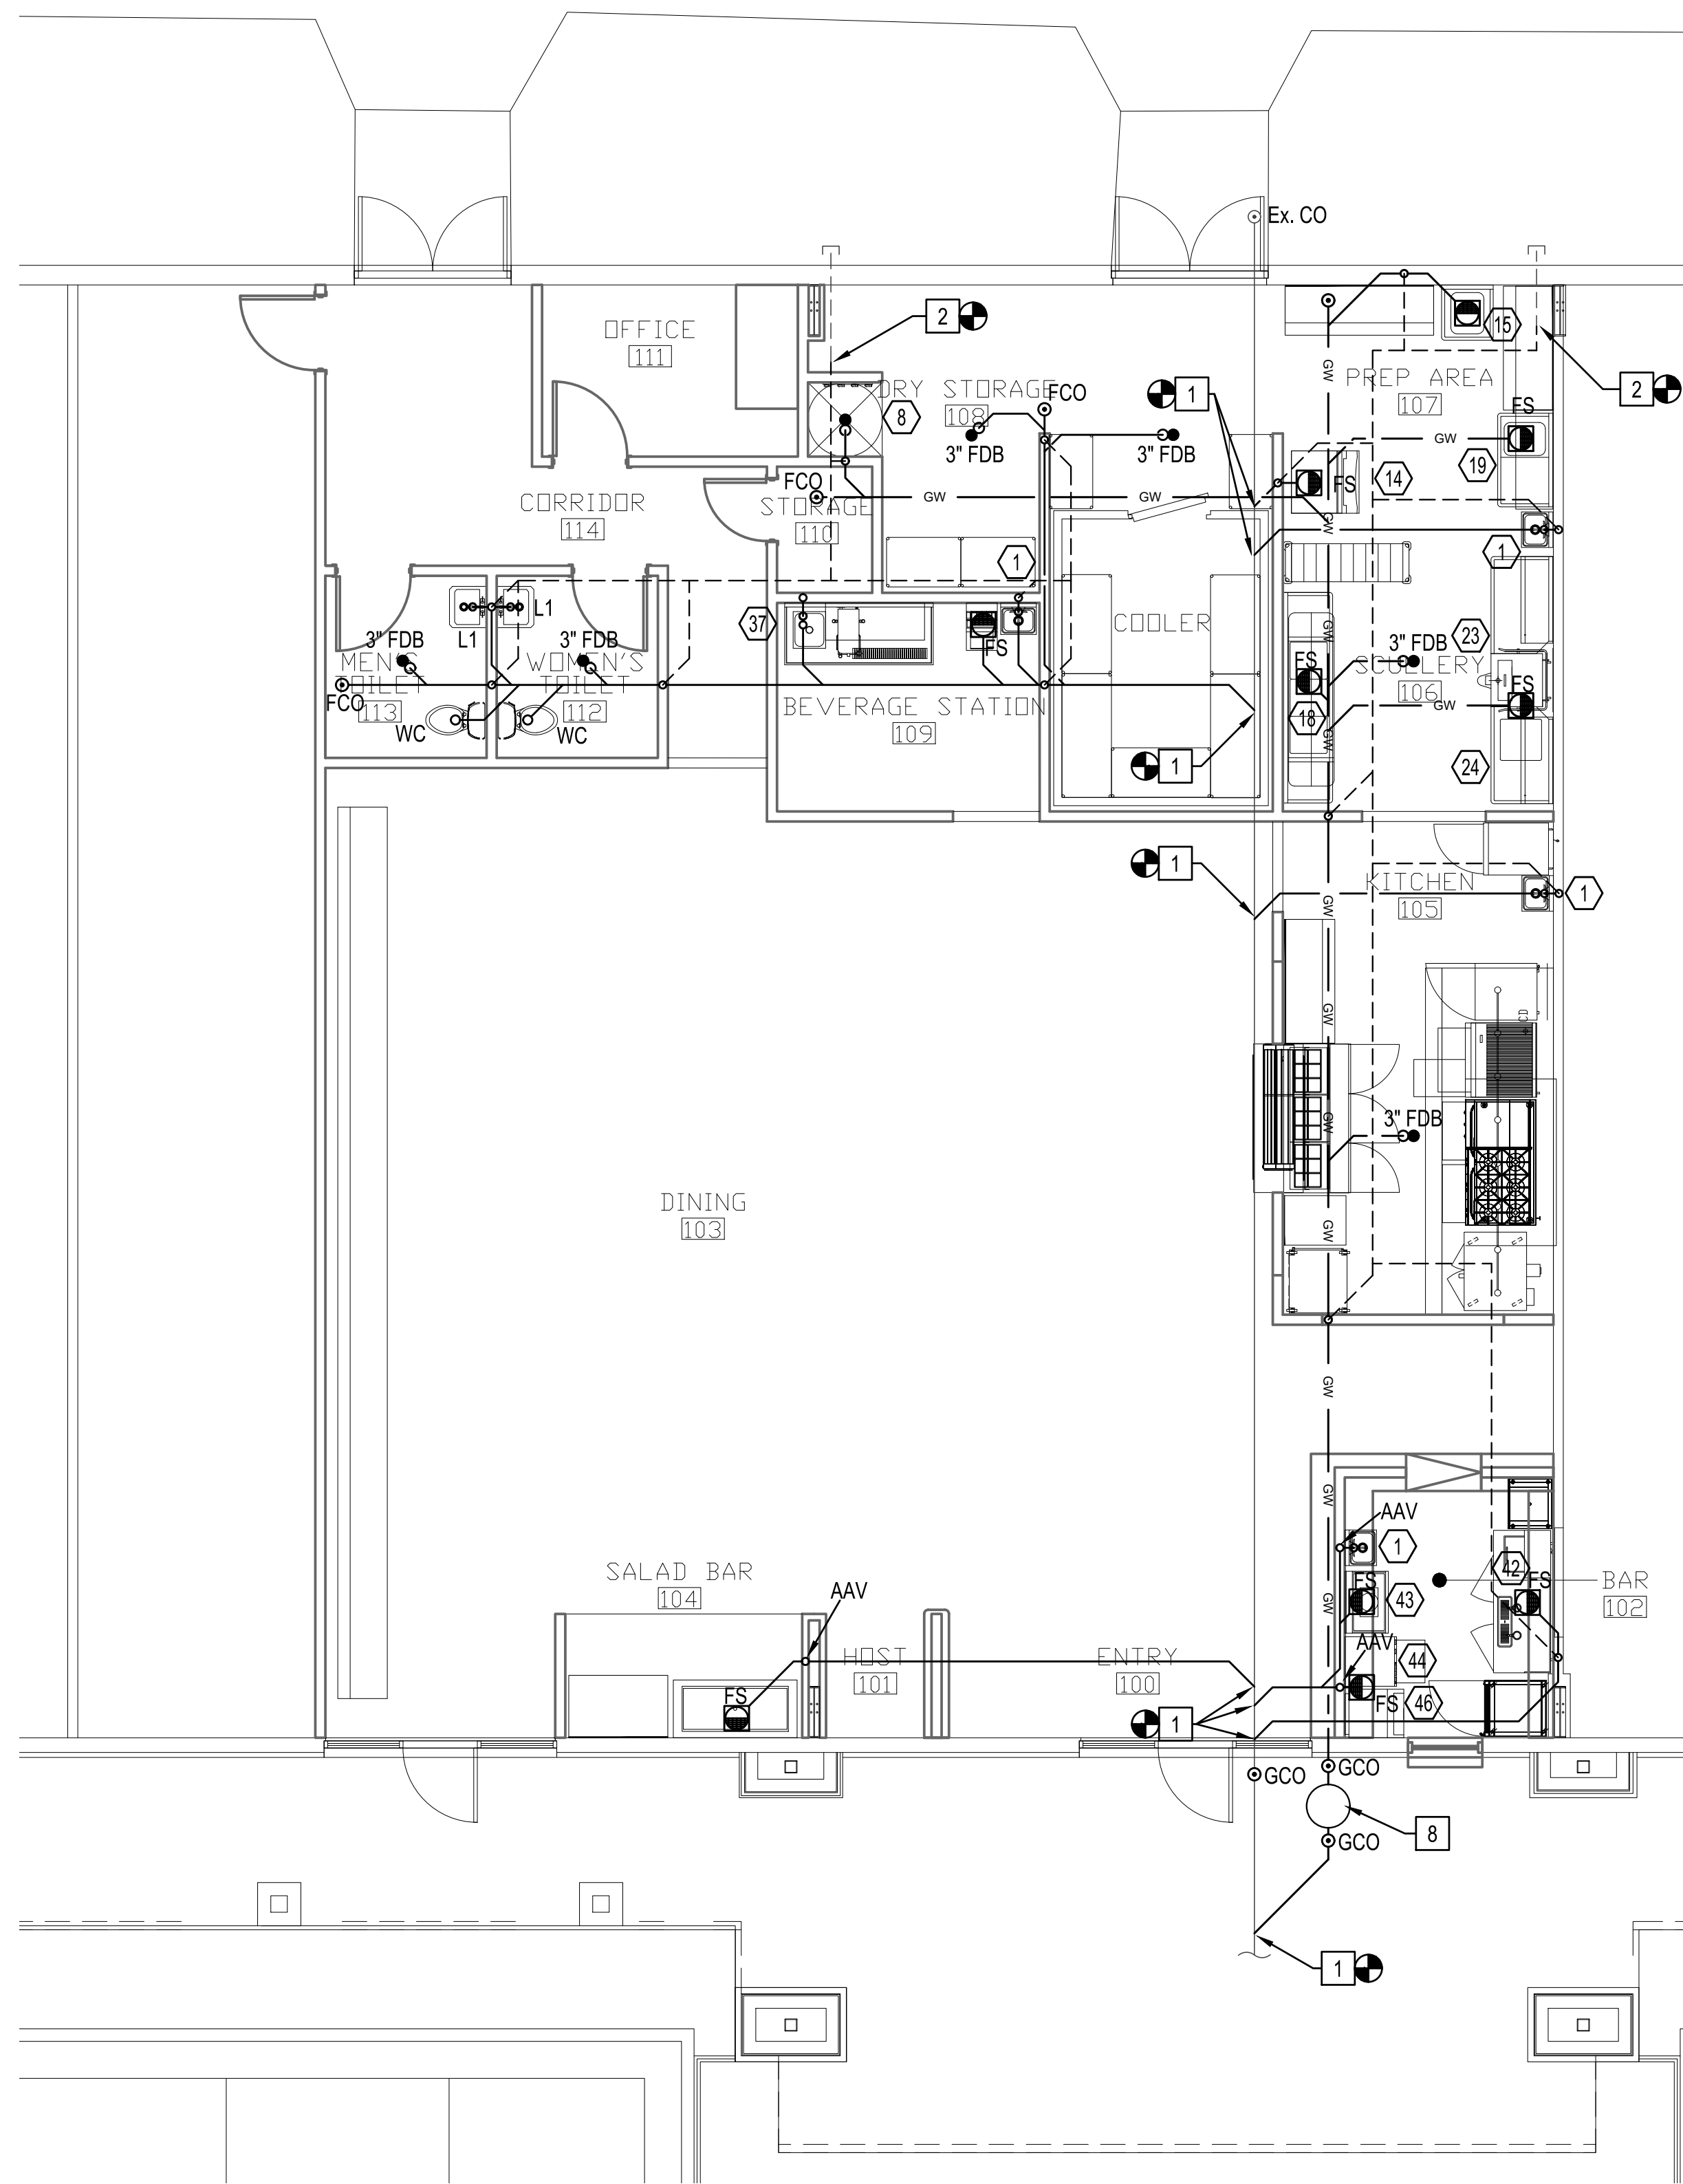 Ex. CO
OFFICE
111
2
15
PREP AREA
107
2
DRY STORAGE
108
8
FCO
1
GW
FS
3" FDB
3" FDB
GW
19
14
FS
FCO
STORAGE
110
GW
GW
GW
CORRIDOR
114
1
1
L1
L1
37
COOLER
FS
GW
23
3" FDB
3" FDB
3" FDB
MEN'S
TOILET
113
WOMEN'S
TOILET
112
SCULLERY
106
FS
FS
FCO
WC
WC
BEVERAGE STATION
109
18
GW
GW
24
1
1
KITCHEN
105
1
GW
GW
CD
GW
3" FDB
DINING
103
GW
GW
GW
AAV
1
SALAD BAR
104
AAV
FS
43
GW
42
FS
BAR
102
AAV
HOST
101
ENTRY
100
44
FS
FS
46
1
GCO
GCO
8
GCO
1